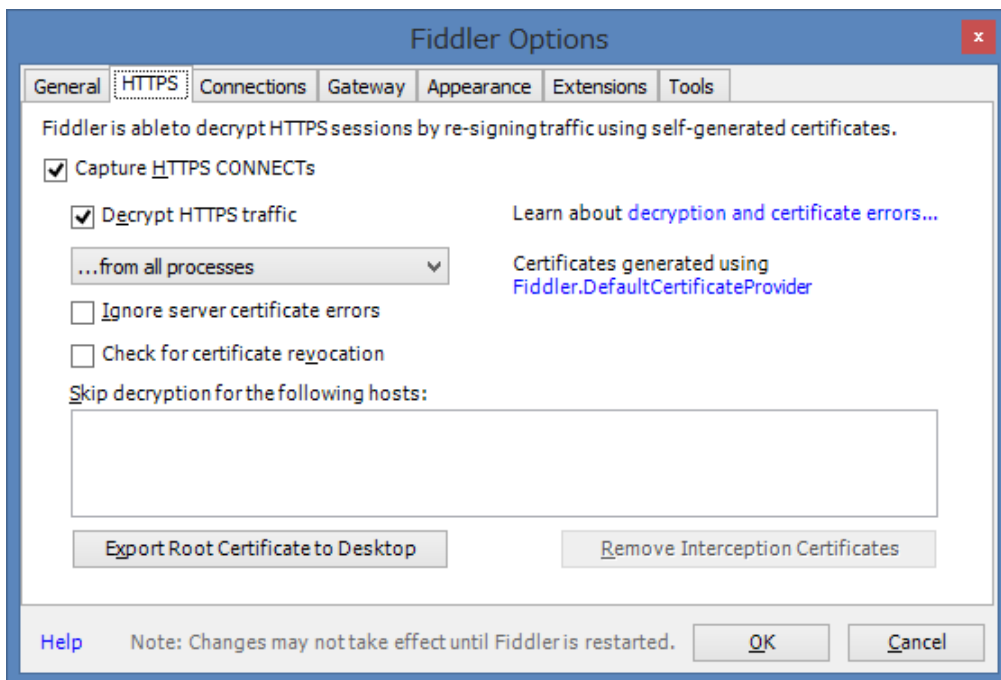 Fiddler Options
x
General HTTPS Connections Gateway Appearance Extensions Tools
Fiddler is able to decrypt HTTPS sessions by re-signing traffic using self-generated certificates.
Capture HTTPS CONNECTs
Decrypt HTTPS traffic
Learn about decryption and certificate errors...
...from all processes
Certificates generated using
Fiddler.DefaultCertificateProvider
Ignore server certificate errors
Check for certificate revocation
Skip decryption for the following hosts:
Export Root Certificate to Desktop
Remove Interception Certificates
Help
Note: Changes may not take effect until Fiddler is restarted.
OK
Cancel